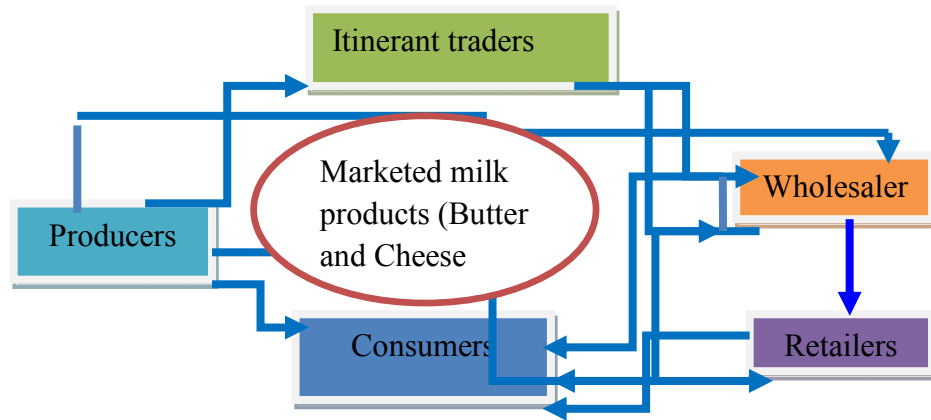 Itinerant traders
Marketed milk
products (Butter
and Cheese
Wholesaler
Producers
Consumers
Retailers